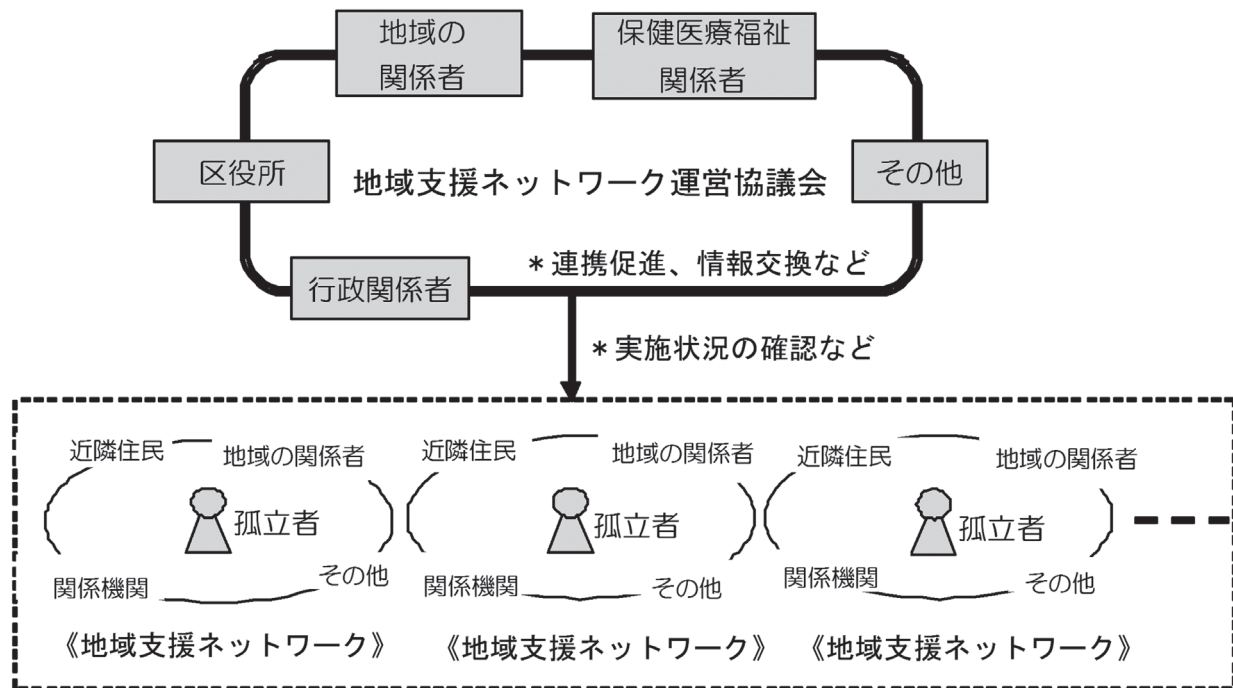 地域の
関係者
保健医療福祉
関係者
区役所
地域支援ネットワーク運営協議会
その他
＊連携促進、情報交換など
行政関係者
＊実施状況の確認など
近隣住民
地域の関係者
孤立者
関係機関
その他
《地域支援ネットワーク》
近隣住民
地域の関係者
孤立者
関係機関
その他
《地域支援ネットワーク》
近隣住民
地域の関係者
孤立者
関係機関
その他
《地域支援ネットワーク》